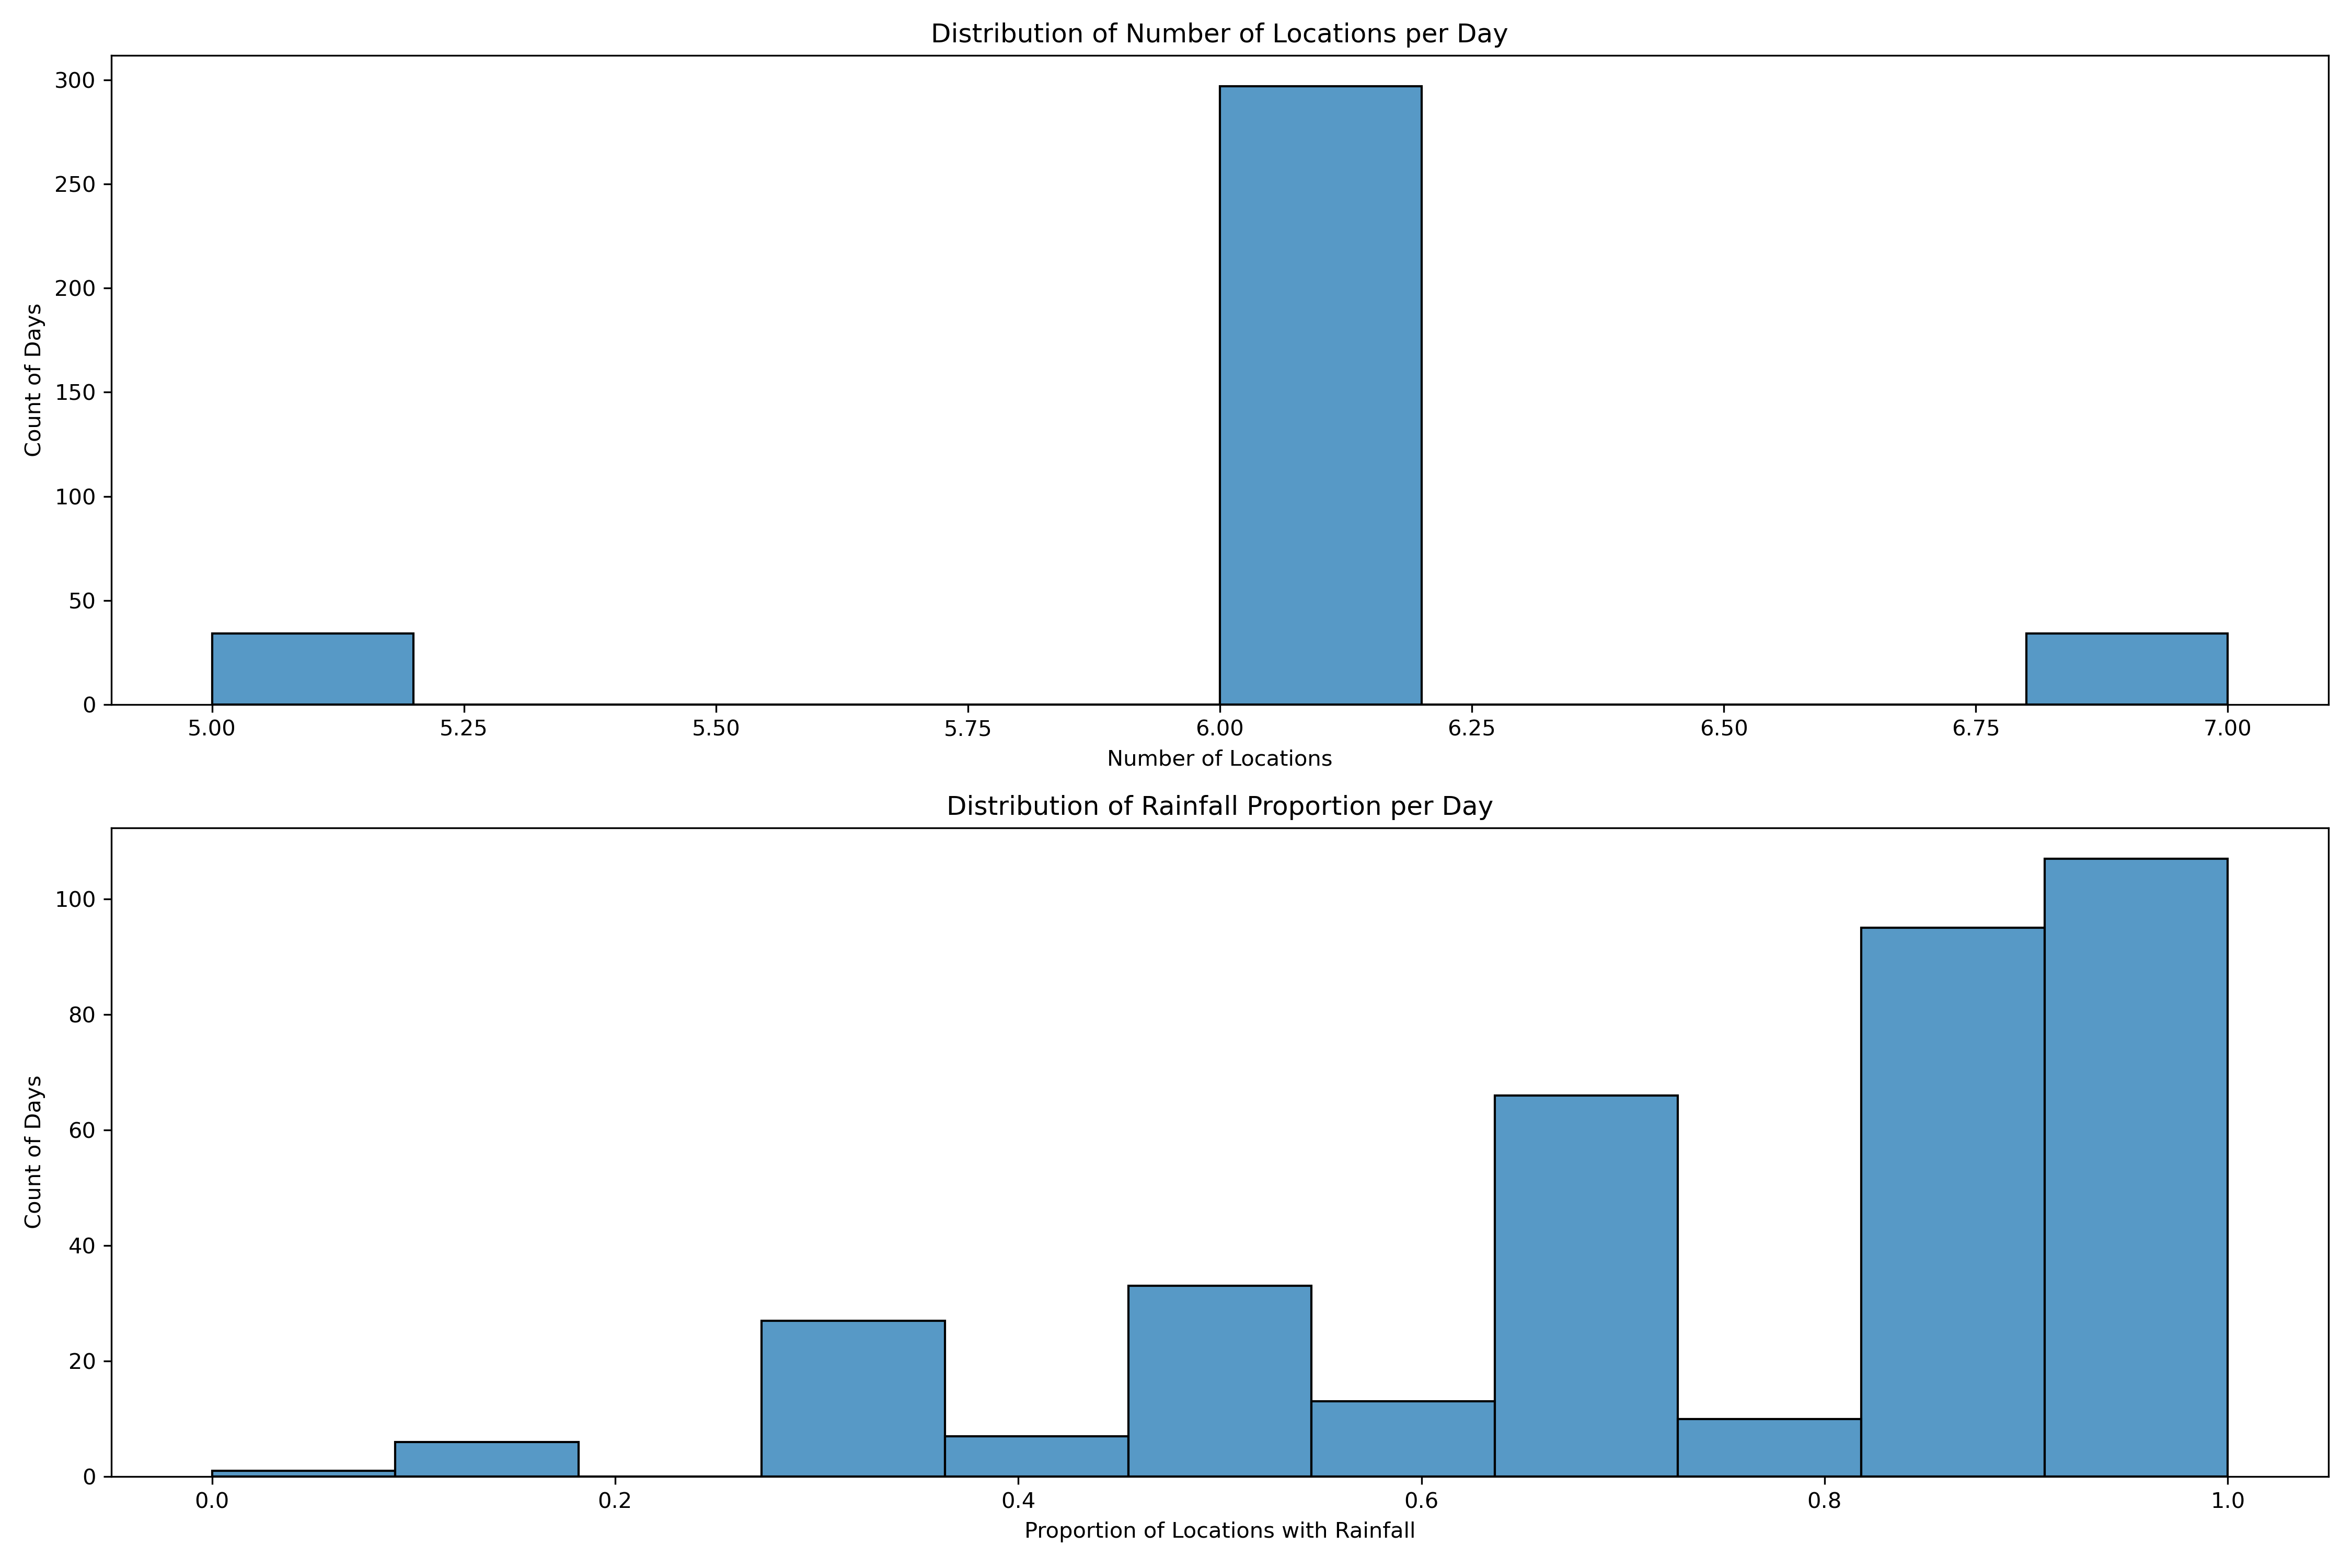 Distribution of Number of Locations per Day
300
250
200
150
100
50
0
Count of Days
5.00 5.25 5.50 5.75 6.00 6.25 6.50 6.75 7.00
Number of Locations
Distribution of Rainfall Proportion per Day
100
80
60
40
20
0
Count of Days
0.0 0.2 0.4 0.6 0.8 1.0
Proportion of Locations with Rainfall